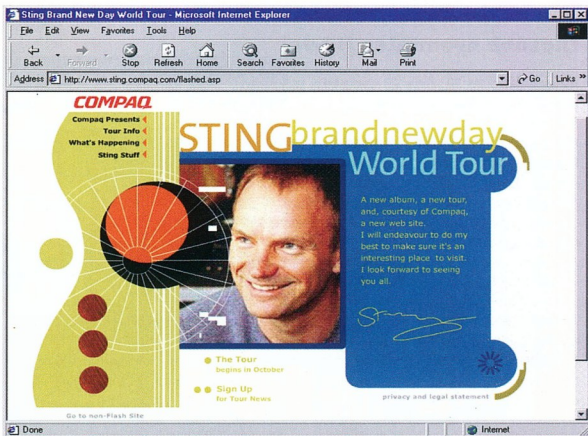 Sting Brand New Day World Tour - Microsoft Internet Explorer
File Edit View Favorites Tools Help
Back Forward Stop Refresh Home Search Favorites History Mail Print
Address http://www.sting.compaq.com/flashed.asp Go Links »
COMPAQ
Compaq Presents
Tour Info
What's Happening
Sting Stuff
STING brandnewday
World Tour
A new album, a new tour,
and, courtesy of Compaq,
a new web site.
I will endeavour to do my
best to make sure it's an
interesting place to visit.
I look forward to seeing
you all.
The Tour
begins in October
Sign Up
for Tour News
privacy and legal statement
Go to non-Flash Site
Done Internet